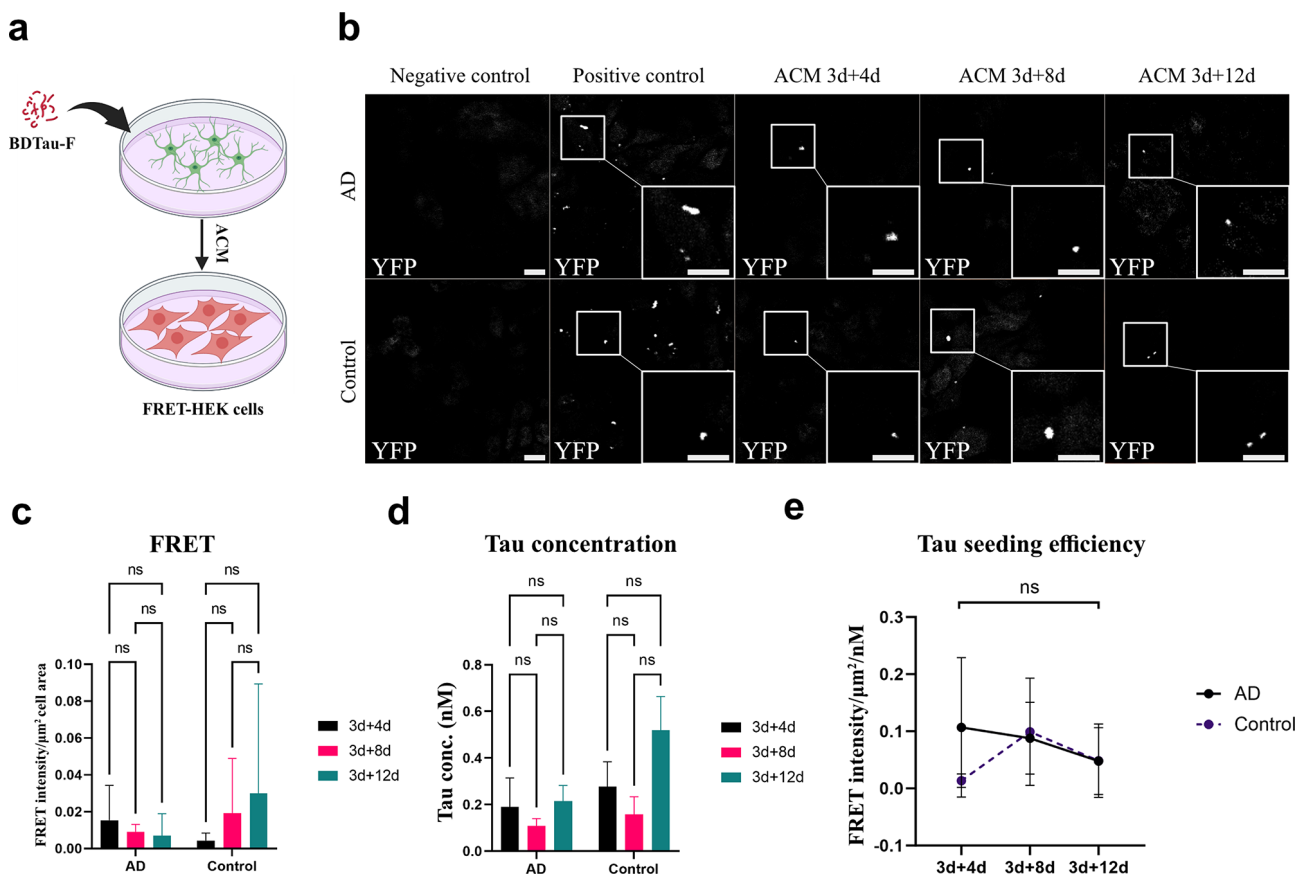 a
BDTau-F
ACM
FRET-HEK cells
b
Negative control
Positive control
ACM 3d+4d
ACM 3d+8d
ACM 3d+12d
AD
YFP
YFP
YFP
YFP
YFP
Control
YFP
YFP
YFP
YFP
YFP
c
FRET
ns
ns
ns
ns
ns
ns
FRET intensity/µm² cell area
0.10
0.08
0.06
0.04
0.02
0.00
AD
Control
3d+4d
3d+8d
3d+12d
d
Tau concentration
ns
ns
ns
ns
ns
ns
Tau conc. (nM)
0.8
0.6
0.4
0.2
0.0
AD
Control
3d+4d
3d+8d
3d+12d
e
Tau seeding efficiency
ns
FRET intensity/µm²/nM
0.3
0.2
0.1
0.0
-0.1
3d+4d
3d+8d
3d+12d
AD
Control